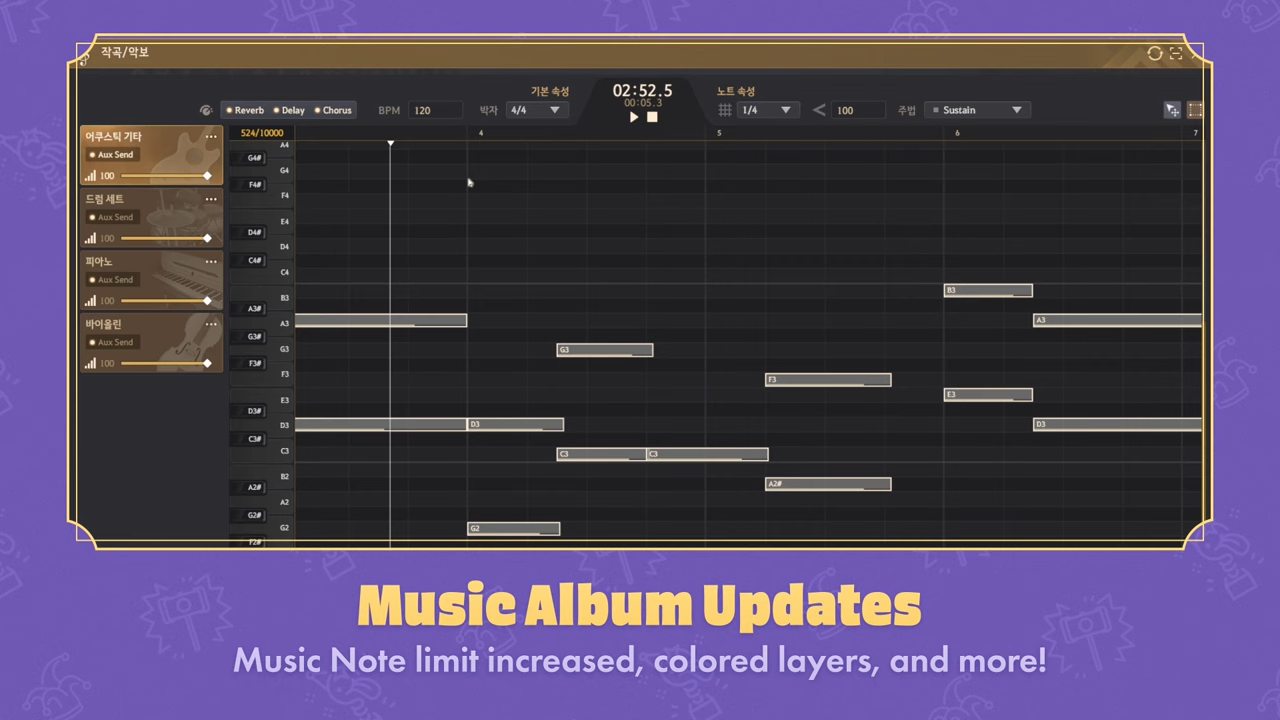 작곡/악보
기본 속성
02:52.5
노트 속성
00:05.3
Reverb Delay Chorus
BPM 120
박자 4/4
1/4
100
주법 Sustain
524/10000
4 5 6 7
어쿠스틱 기타
Aux Send
100
드럼 세트
Aux Send
100
피아노
Aux Send
100
바이올린
Aux Send
100
A4
G4#
G4
F4#
F4
E4
D4#
D4
C4#
C4
B3
A3#
A3
G3#
G3
F3#
F3
E3
D3#
D3
C3#
C3
B2
A2#
A2
G2#
G2
F2#
B3
A3
G3
F3
E3
D3
D3
C3
C3
A2#
G2
Music Album Updates
Music Note limit increased, colored layers, and more!